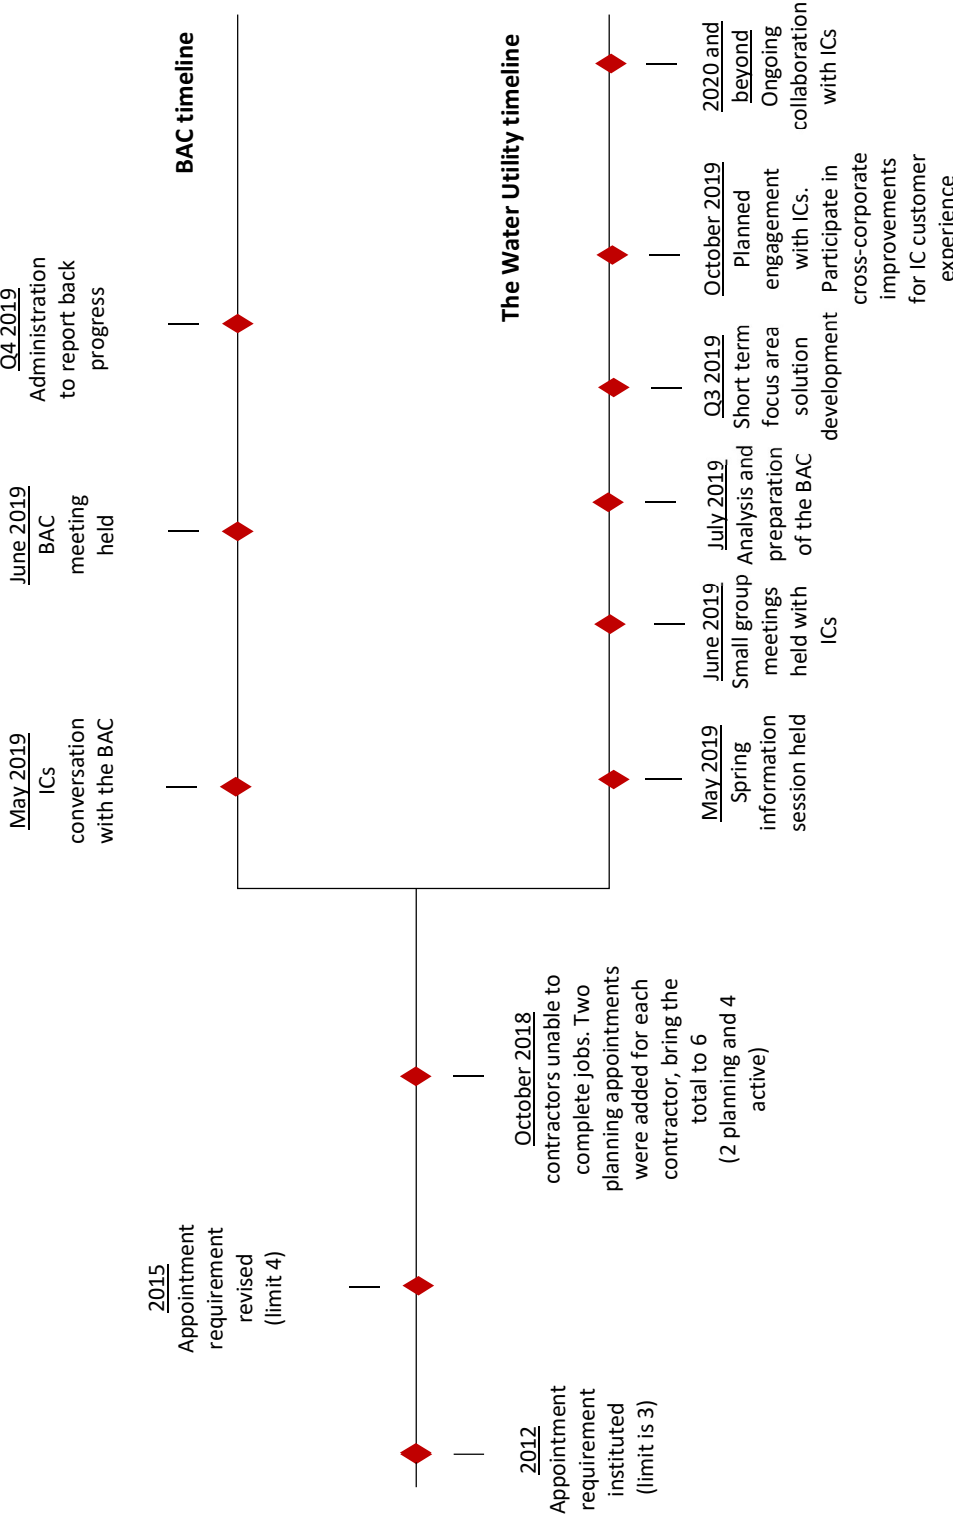 2012
Appointment
requirement
instituted
(limit is 3)
2015
Appointment
requirement
revised
(limit 4)
October 2018
contractors unable to
complete jobs. Two
planning appointments
were added for each
contractor, bring the
total to 6
(2 planning and 4
active)
BAC timeline
May 2019
ICs
conversation
with the BAC
June 2019
BAC
meeting
held
Q4 2019
Administration
to report back
progress
The Water Utility timeline
May 2019
Spring
information
session held
June 2019
Small group
meetings
held with
ICs
July 2019
Analysis and
preparation
of the BAC
Q3 2019
Short term
focus area
solution
development
October 2019
Planned
engagement
with ICs.
Participate in
cross-corporate
improvements
for IC customer
experience
2020 and
beyond
Ongoing
collaboration
with ICs